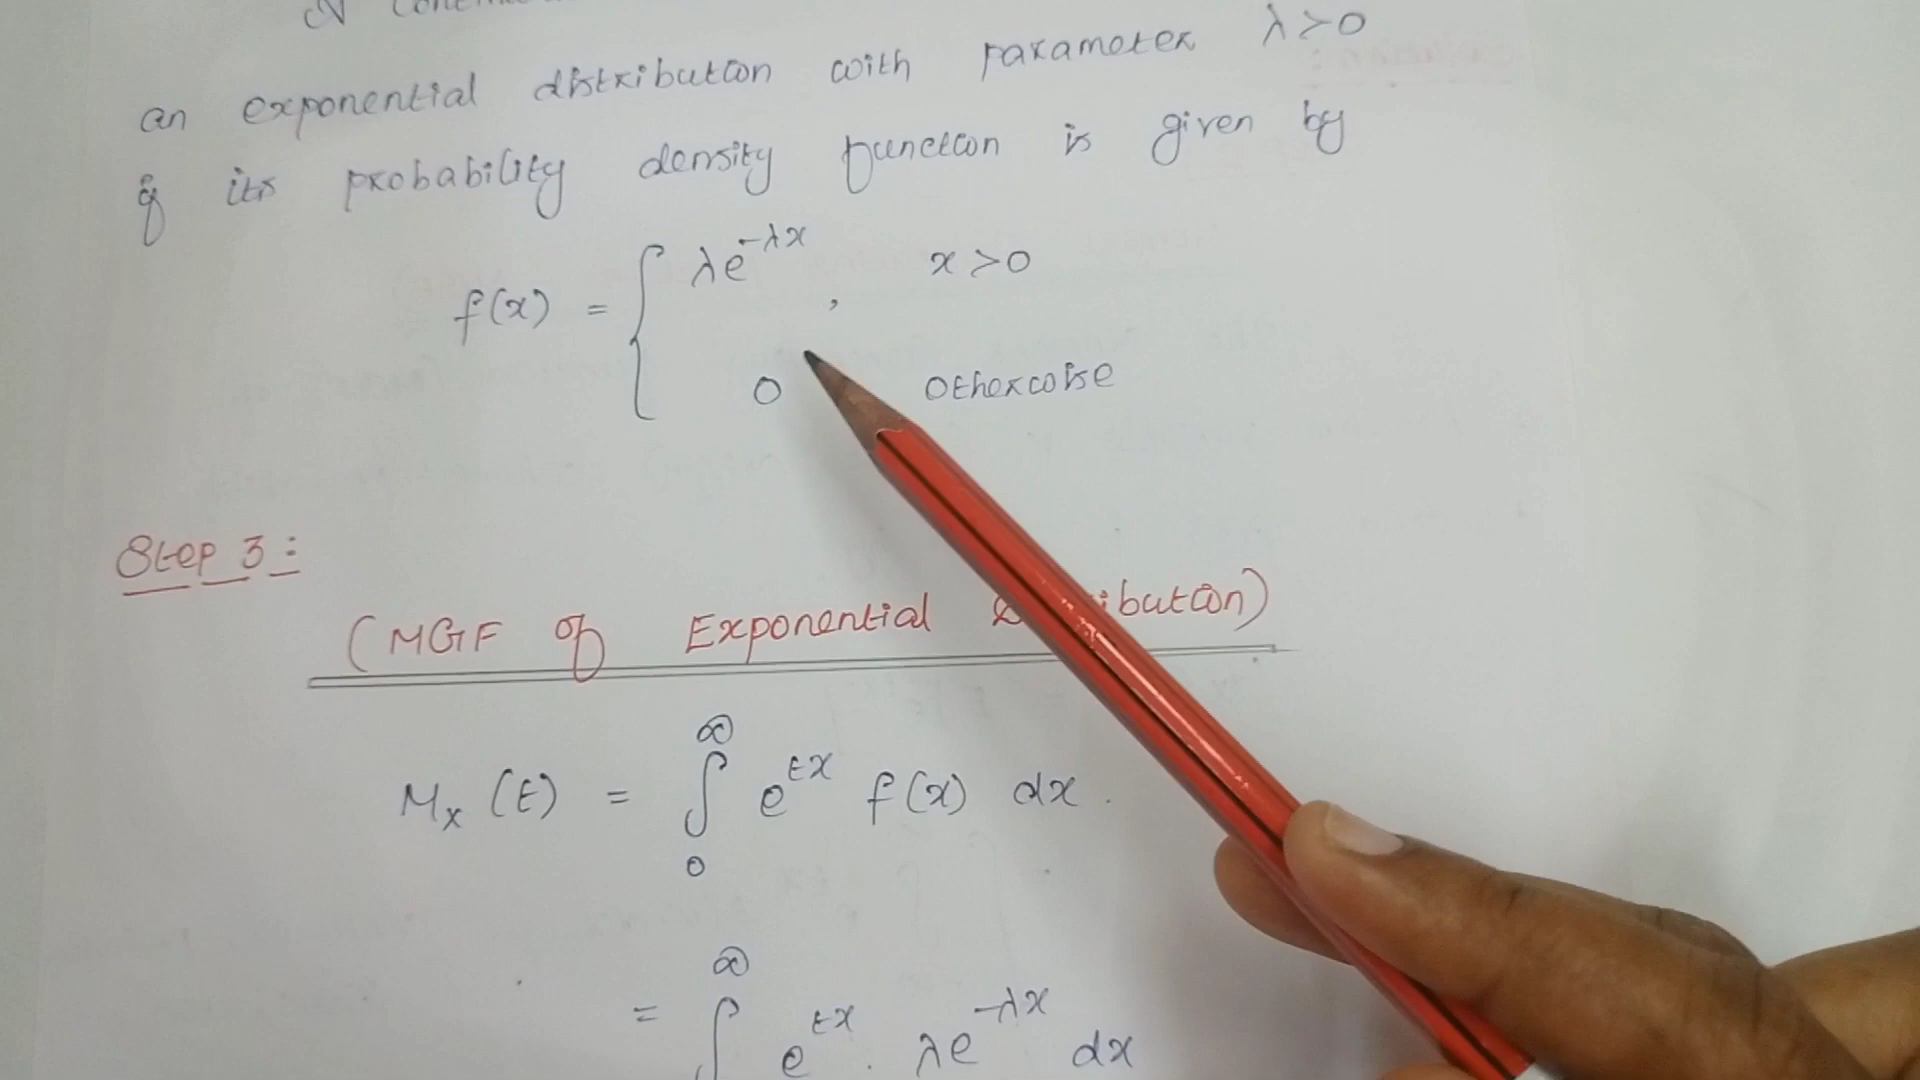 an exponential distribution with parameter λ>0
if its probability density function is given by
f(x) = { λe^{-λx} , x>0
0 otherwise
Step 3:
(MGF of Exponential
M_x (t) = ∫_0^∞ e^{tx} f(x) dx.
= ∫^∞ e^{tx} . λe^{-λx} dx